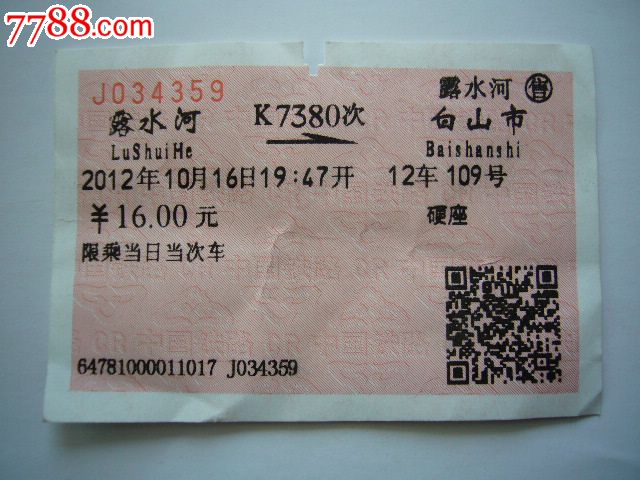 7788.com
J034359
露水河 ㊎售
露水河 K7380次 白山市
LuShuiHe Baishanshi
2012年10月16日19:47开 12车 109号
￥16.00元 硬座
限乘当日当次车
64781000011017 J034359